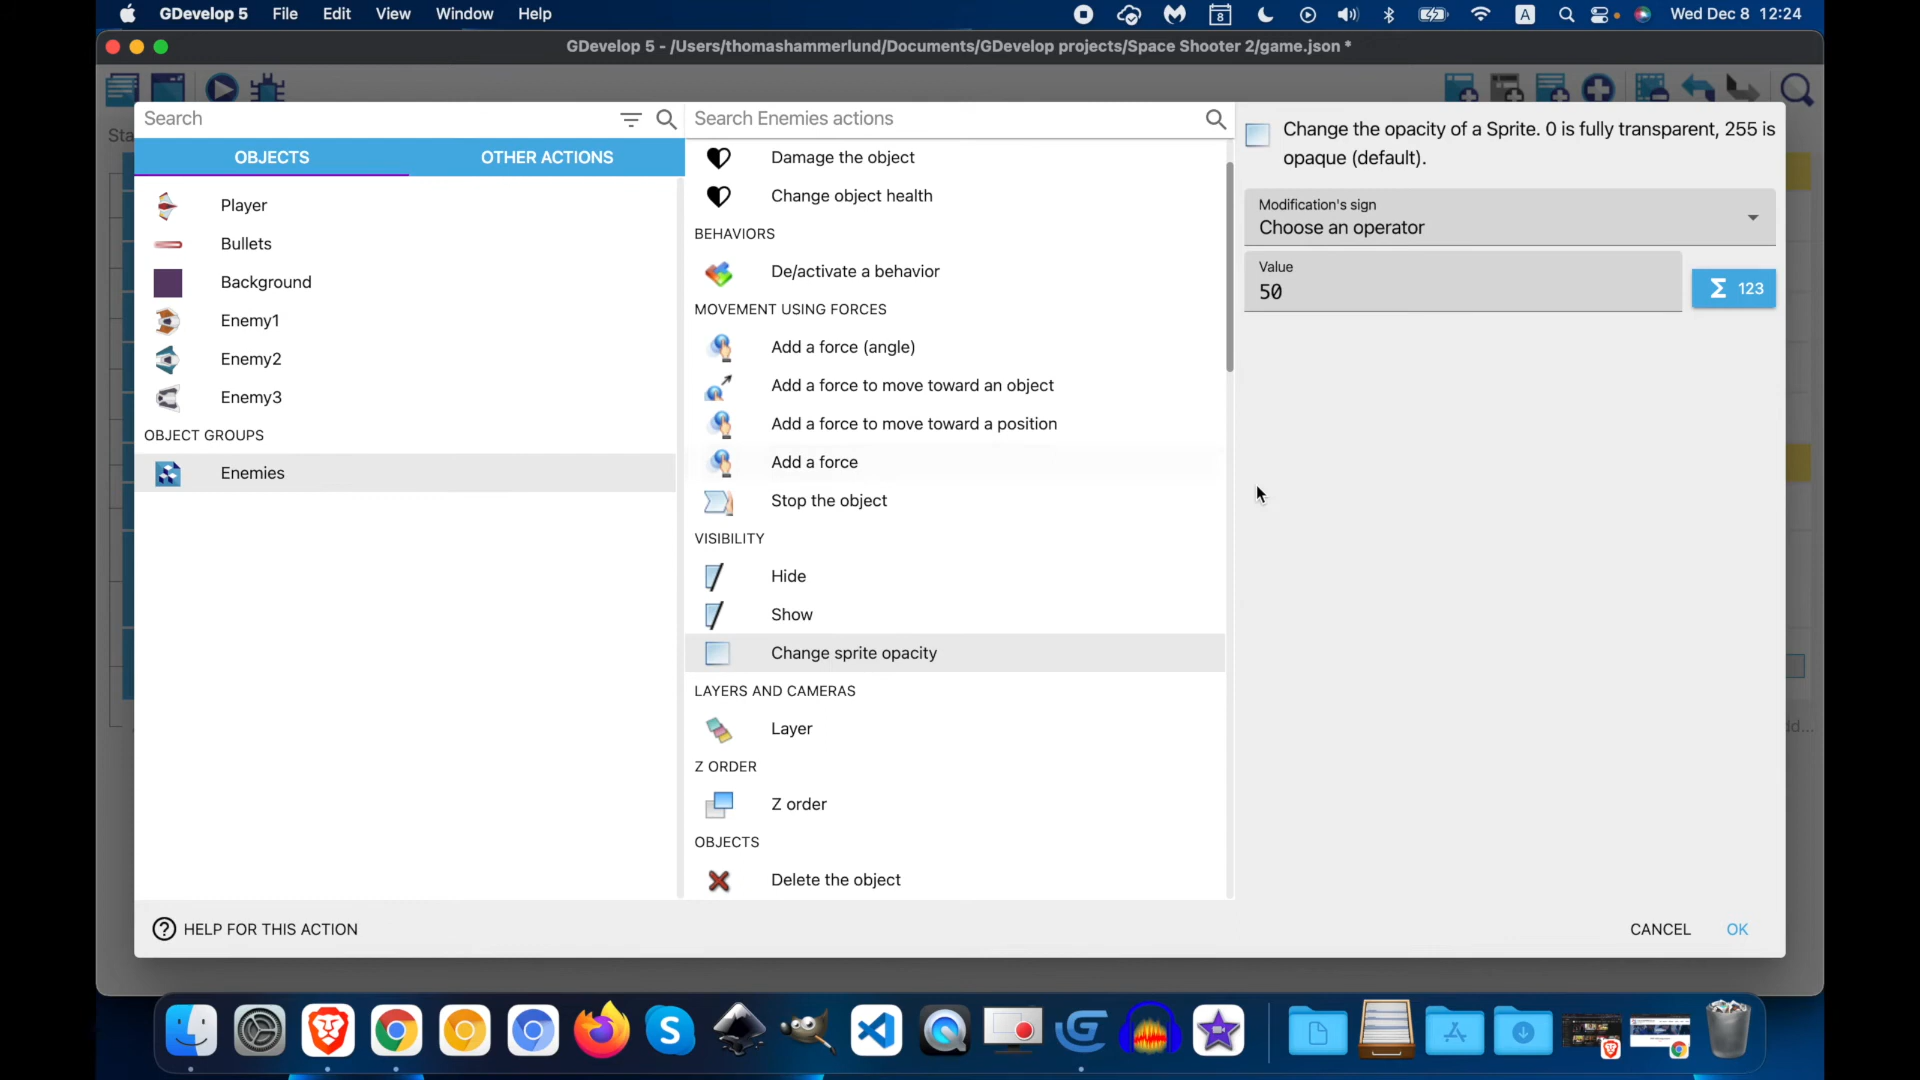 GDevelop 5 File Edit View Window Help
8 A Wed Dec 8 12:24
GDevelop 5 - /Users/thomashammerlund/Documents/GDevelop projects/Space Shooter 2/game.json *
Sta
Search
Search Enemies actions
OBJECTS
OTHER ACTIONS
Player
Bullets
Background
Enemy1
Enemy2
Enemy3
OBJECT GROUPS
Enemies
Damage the object
Change object health
BEHAVIORS
De/activate a behavior
MOVEMENT USING FORCES
Add a force (angle)
Add a force to move toward an object
Add a force to move toward a position
Add a force
Stop the object
VISIBILITY
Hide
Show
Change sprite opacity
LAYERS AND CAMERAS
Layer
Z ORDER
Z order
OBJECTS
Delete the object
Change the opacity of a Sprite. 0 is fully transparent, 255 is
opaque (default).
Modification's sign
Choose an operator
Value
50
Σ 123
dd...
? HELP FOR THIS ACTION
CANCEL
OK